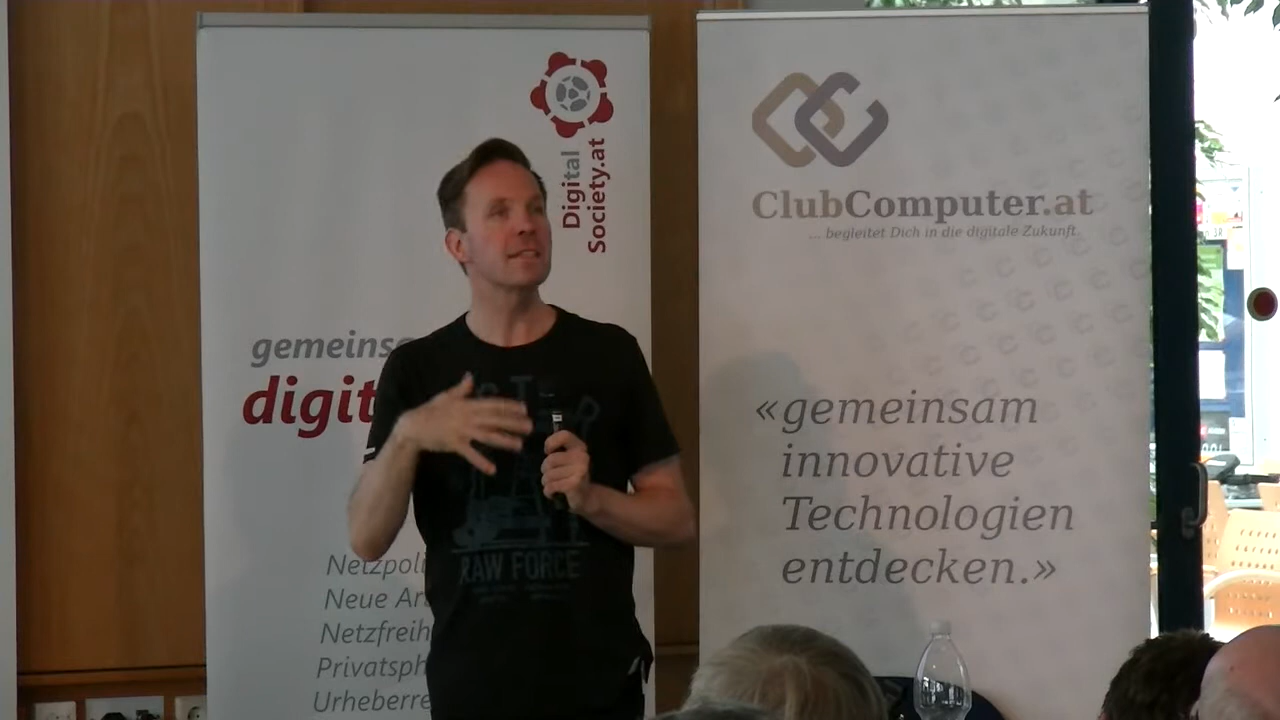 Digital
Society.at
gemeins
digit
Netzpoli
Neue Ar
Netzfreih
Privatsph
Urheberre
RAW FORCE
ClubComputer.at
... begleitet Dich in die digitale Zukunft.
«gemeinsam
innovative
Technologien
entdecken.»